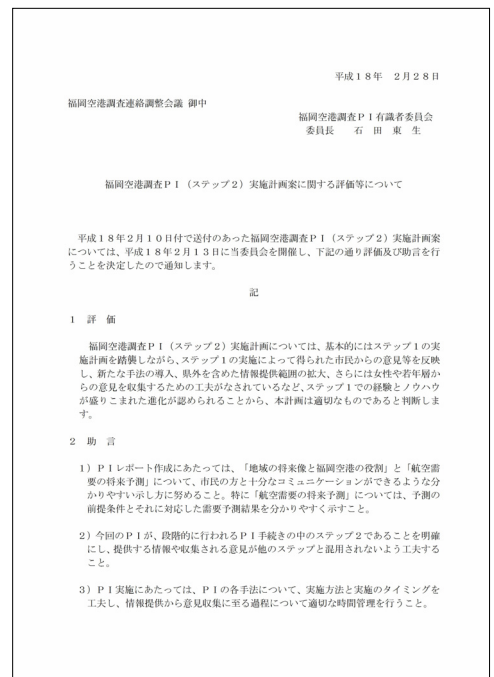 平成１８年　２月２８日
福岡空港調査連絡調整会議 御中
福岡空港調査ＰＩ有識者委員会
委員長　石　田　東　生
福岡空港調査ＰＩ（ステップ２）実施計画案に関する評価等について
平成１８年２月１０日付で送付のあった福岡空港調査ＰＩ（ステップ２）実施計画案
については、平成１８年２月１３日に当委員会を開催し、下記の通り評価及び助言を行
うことを決定したので通知します。
記
１　評　価
福岡空港調査ＰＩ（ステップ２）実施計画については、基本的にはステップ１の実
施計画を踏襲しながら、ステップ１の実施によって得られた市民からの意見等を反映
し、新たな手法の導入、県外を含めた情報提供範囲の拡大、さらには女性や若年層か
らの意見を収集するための工夫がなされているなど、ステップ１での経験とノウハウ
が盛りこまれた進化が認められることから、本計画は適切なものであると判断しま
す。
２　助　言
１）ＰＩレポート作成にあたっては、「地域の将来像と福岡空港の役割」と「航空需
要の将来予測」について、市民の方と十分なコミュニケーションができるような分
かりやすい示し方に努めること。特に「航空需要の将来予測」については、予測の
前提条件とそれに対応した需要予測結果を分かりやすく示すこと。
２）今回のＰＩが、段階的に行われるＰＩ手続きの中のステップ２であることを明確
にし、提供する情報や収集される意見が他のステップと混用されないよう工夫する
こと。
３）ＰＩ実施にあたっては、ＰＩの各手法について、実施方法と実施のタイミングを
工夫し、情報提供から意見収集に至る過程について適切な時間管理を行うこと。